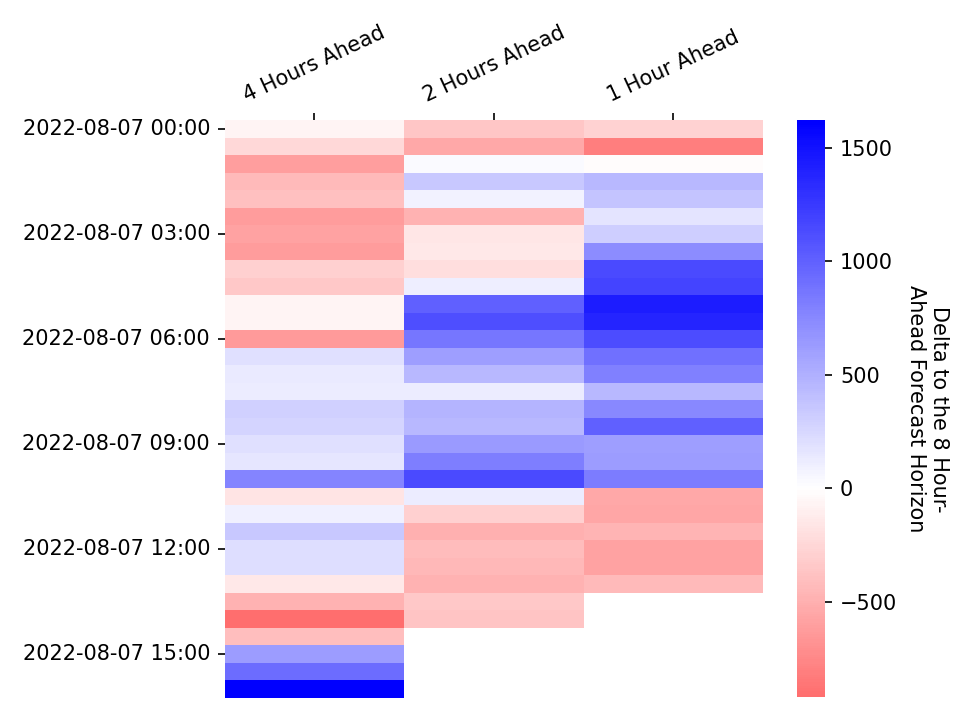 4 Hours Ahead
2 Hours Ahead
1 Hour Ahead
2022-08-07 00:00
2022-08-07 03:00
2022-08-07 06:00
2022-08-07 09:00
2022-08-07 12:00
2022-08-07 15:00
1500
1000
500
0
−500
Delta to the 8 Hour-
Ahead Forecast Horizon